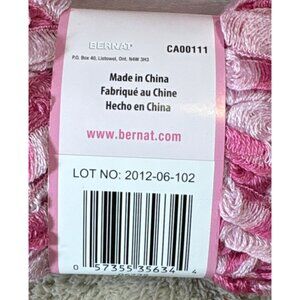 BERNAT CA00111
P.O. Box 40, Listowel, Ont. N4W 3H3
Made in China
Fabriqué au Chine
Hecho en China
www.bernat.com
LOT NO: 2012-06-102
0 57355 35634 4